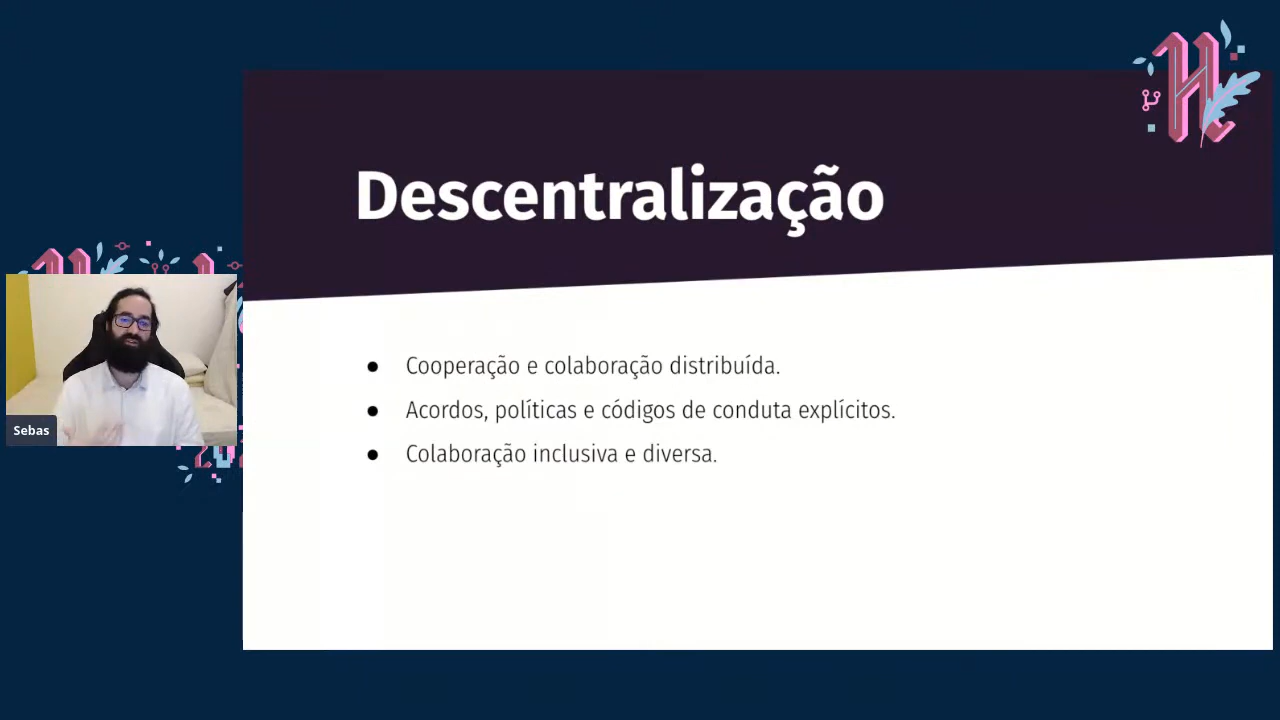 Descentralização
● Cooperação e colaboração distribuída.
● Acordos, políticas e códigos de conduta explícitos.
● Colaboração inclusiva e diversa.
Sebas